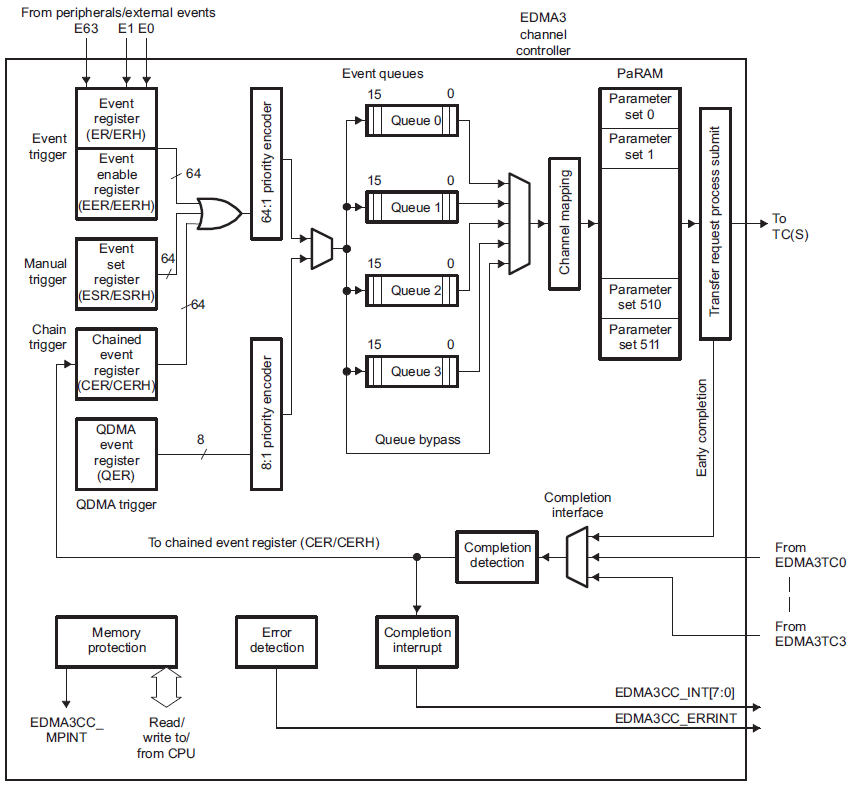 From peripherals/external events
E63
E1 E0
EDMA3
channel
controller
Event
register
(ER/ERH)
Event
trigger
Event
enable
register
(EER/EERH)
64
Manual
trigger
Event
set
register
(ESR/ESRH)
64
64
Chain
trigger
Chained
event
register
(CER/CERH)
QDMA
event
register
(QER)
8
QDMA trigger
64:1 priority encoder
8:1 priority encoder
Event queues
15 0
Queue 0
15 0
Queue 1
15 0
Queue 2
15 0
Queue 3
Queue bypass
Channel mapping
PaRAM
Parameter
set 0
Parameter
set 1
Parameter
set 510
Parameter
set 511
Transfer request process submit
To
TC(S)
Early completion
Completion
interface
To chained event register (CER/CERH)
Completion
detection
From
EDMA3TC0
From
EDMA3TC3
Memory
protection
Error
detection
Completion
interrupt
EDMA3CC_
MPINT
Read/
write to/
from CPU
EDMA3CC_INT[7:0]
EDMA3CC_ERRINT